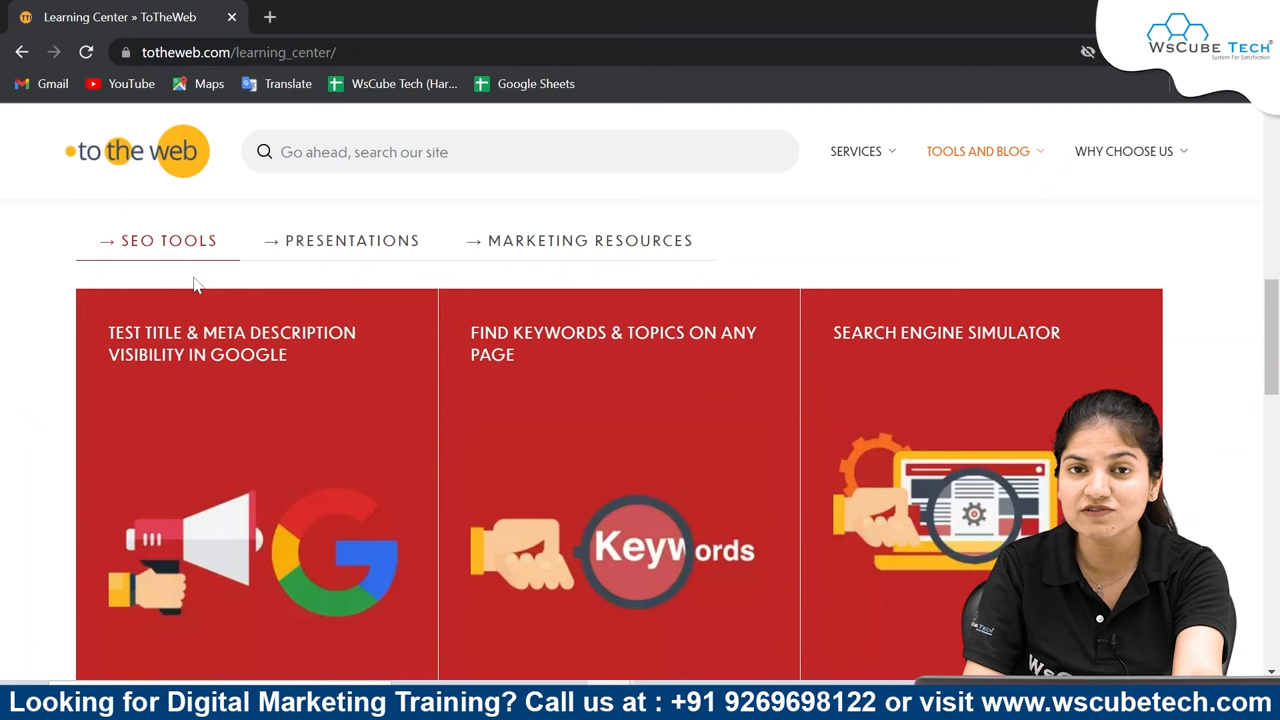 Learning Center » ToTheWeb
WSCUBE TECH
System For Satisfaction
totheweb.com/learning_center/
Gmail
YouTube
Maps
Translate
WsCube Tech (Har...
Google Sheets
to the web
Go ahead, search our site
SERVICES
TOOLS AND BLOG
WHY CHOOSE US
→ SEO TOOLS
→ PRESENTATIONS
→ MARKETING RESOURCES
TEST TITLE & META DESCRIPTION
VISIBILITY IN GOOGLE
FIND KEYWORDS & TOPICS ON ANY
PAGE
SEARCH ENGINE SIMULATOR
Keywords
Looking for Digital Marketing Training? Call us at : +91 9269698122 or visit www.wscubetech.com